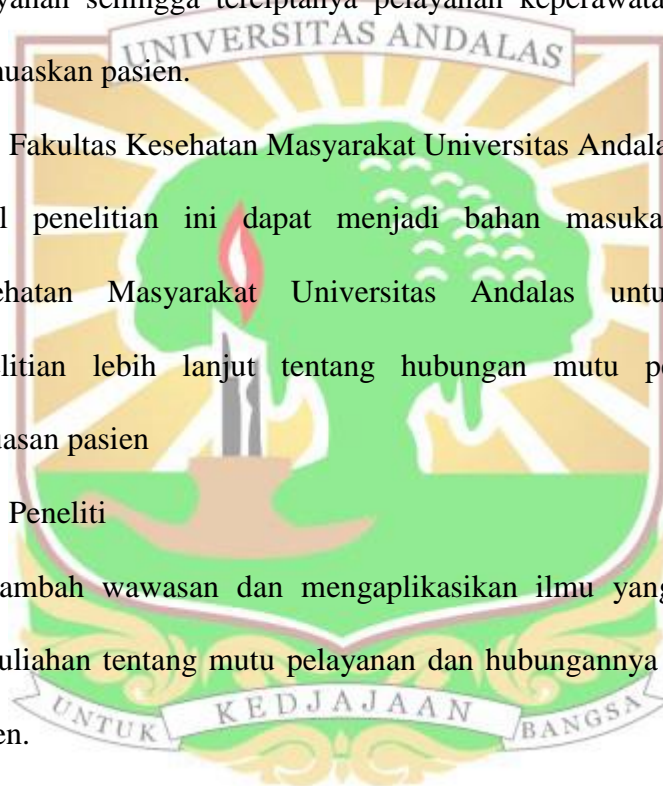 yanan sehingga terciptanya pelayanan keperawata
UNIVERSITAS ANDALAS
uaskan pasien.
Fakultas Kesehatan Masyarakat Universitas Andala
l penelitian ini dapat menjadi bahan masuka
ehatan Masyarakat Universitas Andalas untu
elitian lebih lanjut tentang hubungan mutu p
uasan pasien
Peneliti
ambah wawasan dan mengaplikasikan ilmu yang
uliahan tentang mutu pelayanan dan hubungannya
en.
UNTUK KEDJAJAAN BANGSA